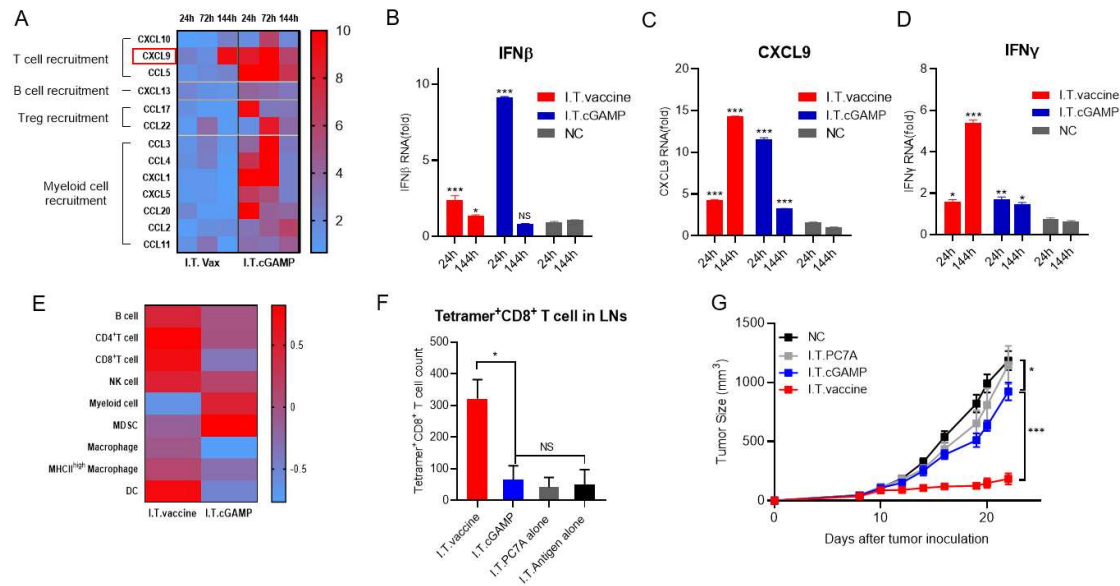 A
24h 72h 144h 24h 72h 144h
T cell recruitment
B cell recruitment
Treg recruitment
Myeloid cell
recruitment
CXCL10
CXCL9
CCL5
CXCL13
CCL17
CCL22
CCL3
CCL4
CXCL1
CXCL5
CCL20
CCL2
CCL11
I.T. Vax I.T.cGAMP
10
8
6
4
2
B
IFNβ
IFNβ RNA(fold)
10
5
0
***
*
***
NS
24h 144h 24h 144h 24h 144h
I.T.vaccine
I.T.cGAMP
NC
C
CXCL9
CXCL9 RNA(fold)
20
15
10
5
0
***
***
***
***
24h 144h 24h 144h 24h 144h
I.T.vaccine
I.T.cGAMP
NC
D
IFNγ
IFNγ RNA(fold)
8
6
4
2
0
*
***
**
*
24h 144h 24h 144h 24h 144h
I.T.vaccine
I.T.cGAMP
NC
E
B cell
CD4⁺T cell
CD8⁺T cell
NK cell
Myeloid cell
MDSC
Macrophage
MHCII^high Macrophage
DC
I.T.vaccine I.T.cGAMP
0.5
0
-0.5
F
Tetramer⁺CD8⁺ T cell in LNs
Tetramer⁺CD8⁺ T cell count
500
400
300
200
100
0
*
NS
I.T.vaccine
I.T.cGAMP
I.T.PC7A alone
I.T.Antigen alone
G
NC
I.T.PC7A
I.T.cGAMP
I.T.vaccine
Tumor Size (mm³)
1500
1000
500
0
0 10 20
Days after tumor inoculation
*
***